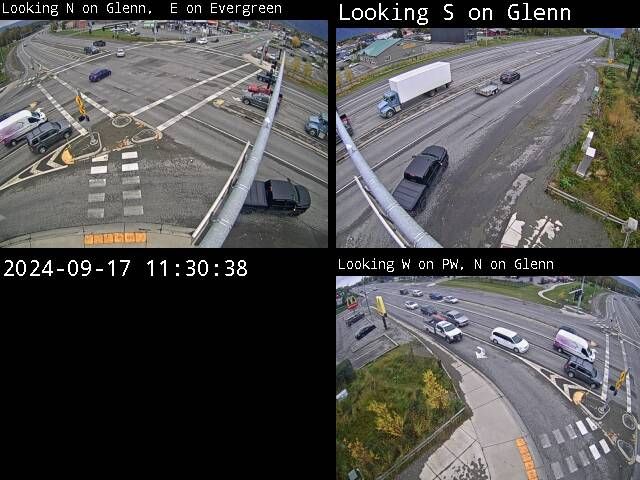 Looking N on Glenn,  E on Evergreen
Looking S on Glenn
2024-09-17 11:30:38
Looking W on PW, N on Glenn